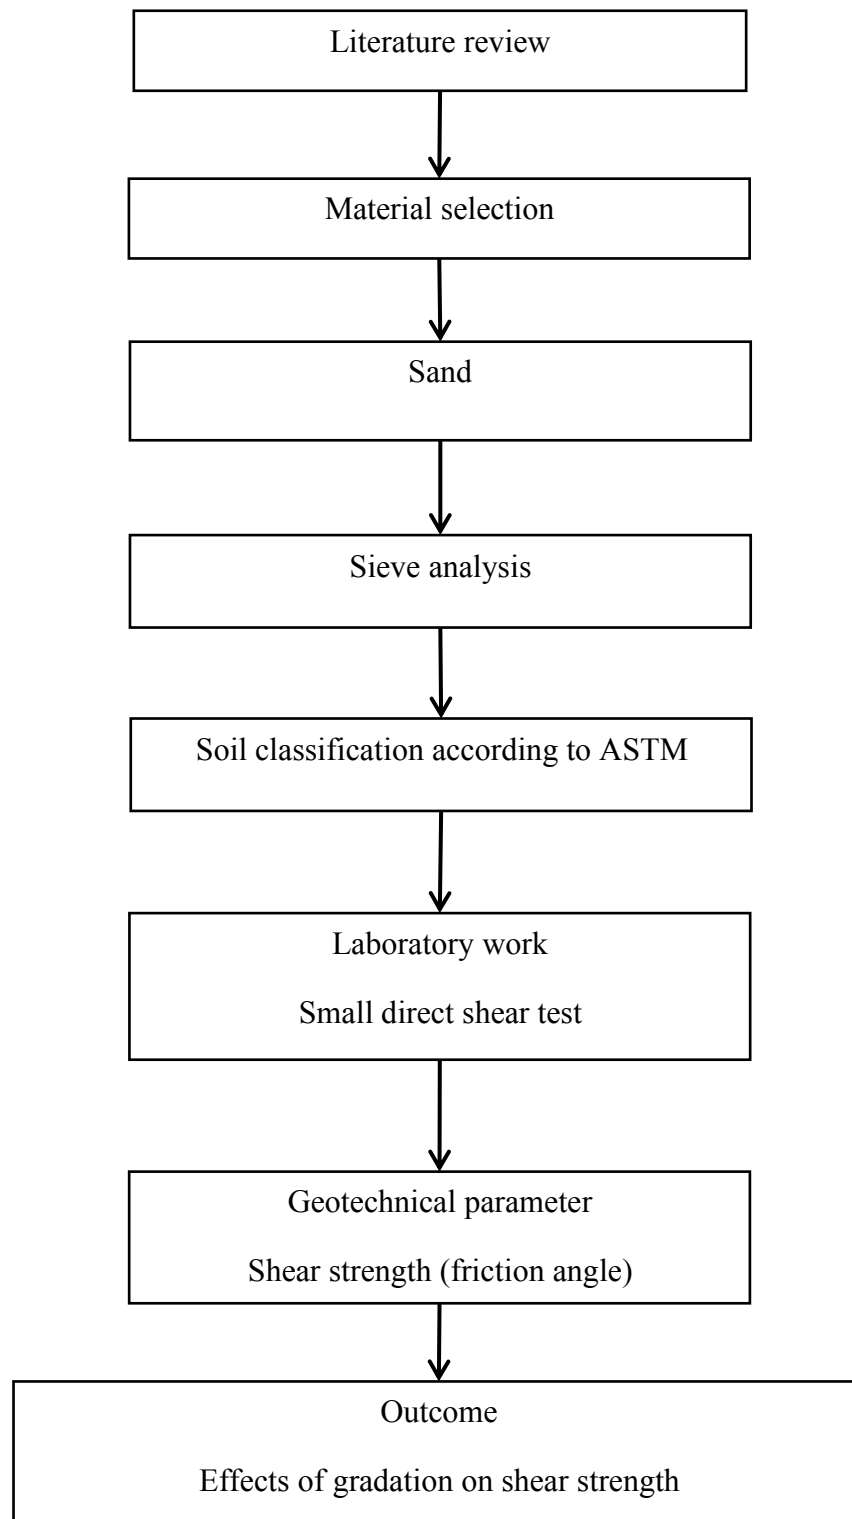 Literature review
Material selection
Sand
Sieve analysis
Soil classification according to ASTM
Laboratory work
Small direct shear test
Geotechnical parameter
Shear strength (friction angle)
Outcome
Effects of gradation on shear strength